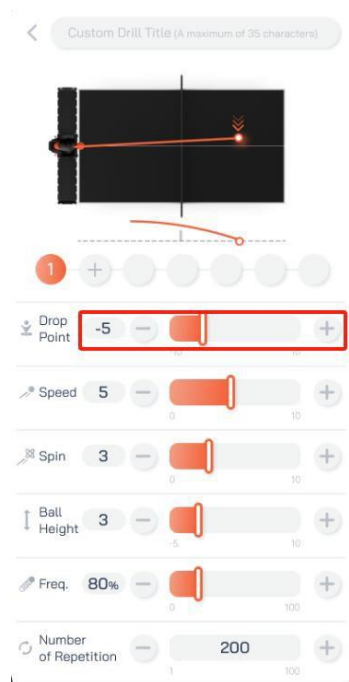 Custom Drill Title (A maximum of 35 characters)
1 +
Drop
Point
-5 — +
-10 10
Speed 5 — +
0 10
Spin 3 — +
0 10
Ball
Height
3 — +
-5 10
Freq. 80% — +
0 100
Number
of Repetition
— 200 +
1 100